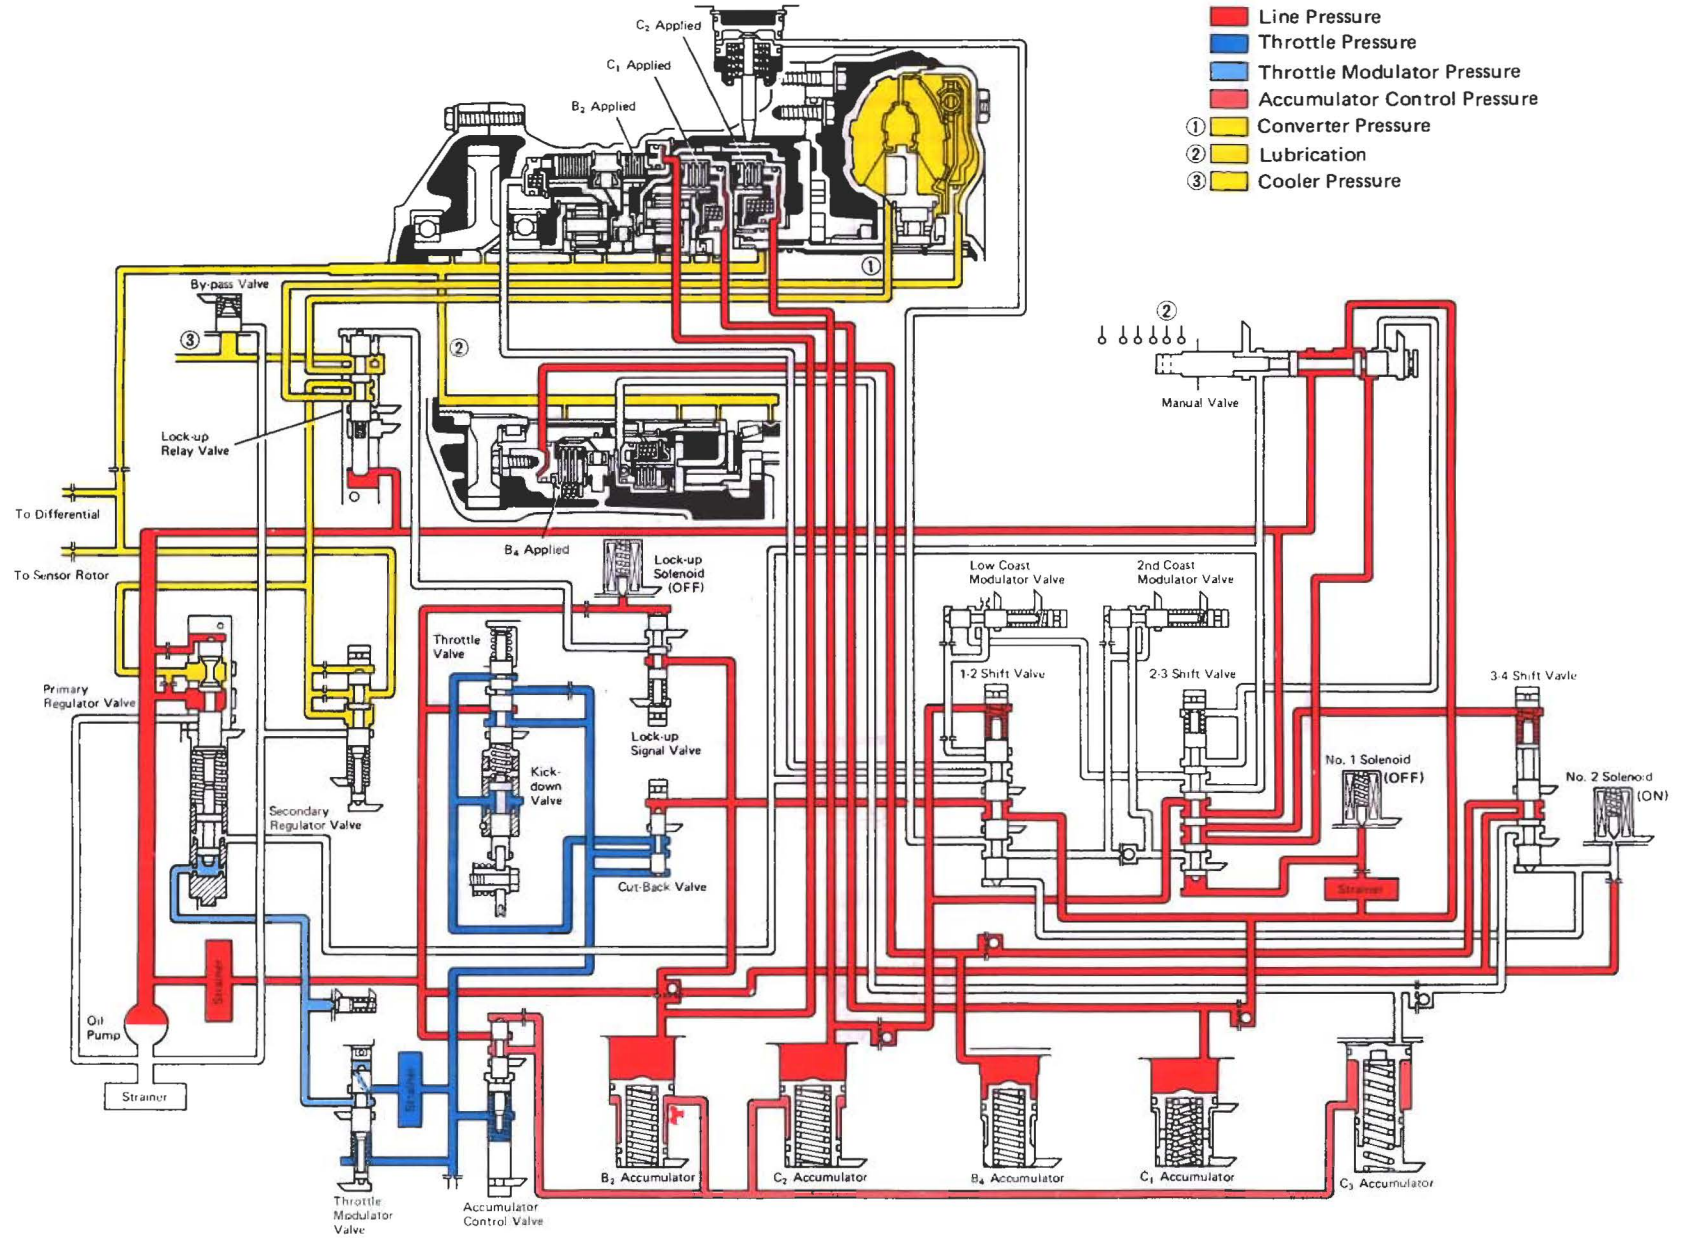 C₂ Applied
C₁ Applied
B₂ Applied
Line Pressure
Throttle Pressure
Throttle Modulator Pressure
Accumulator Control Pressure
① Converter Pressure
② Lubrication
③ Cooler Pressure
①
By-pass Valve
③
②
②
Manual Valve
Lock-up
Relay Valve
To Differential
B₄ Applied
To Sensor Rotor
Lock-up
Solenoid
(OFF)
Low Coast
Modulator Valve
2nd Coast
Modulator Valve
Throttle
Valve
Primary
Regulator Valve
1-2 Shift Valve
2-3 Shift Valve
3-4 Shift Vavle
Lock-up
Signal Valve
Kick-
down
Valve
No. 1 Solenoid
(OFF)
No. 2 Solenoid
(ON)
Secondary
Regulator Valve
Cut-Back Valve
Strainer
Strainer
Oil
Pump
Strainer
Strainer
B₂ Accumulator
C₂ Accumulator
B₄ Accumulator
C₁ Accumulator
C₃ Accumulator
Throttle
Modulator
Valve
Accumulator
Control Valve